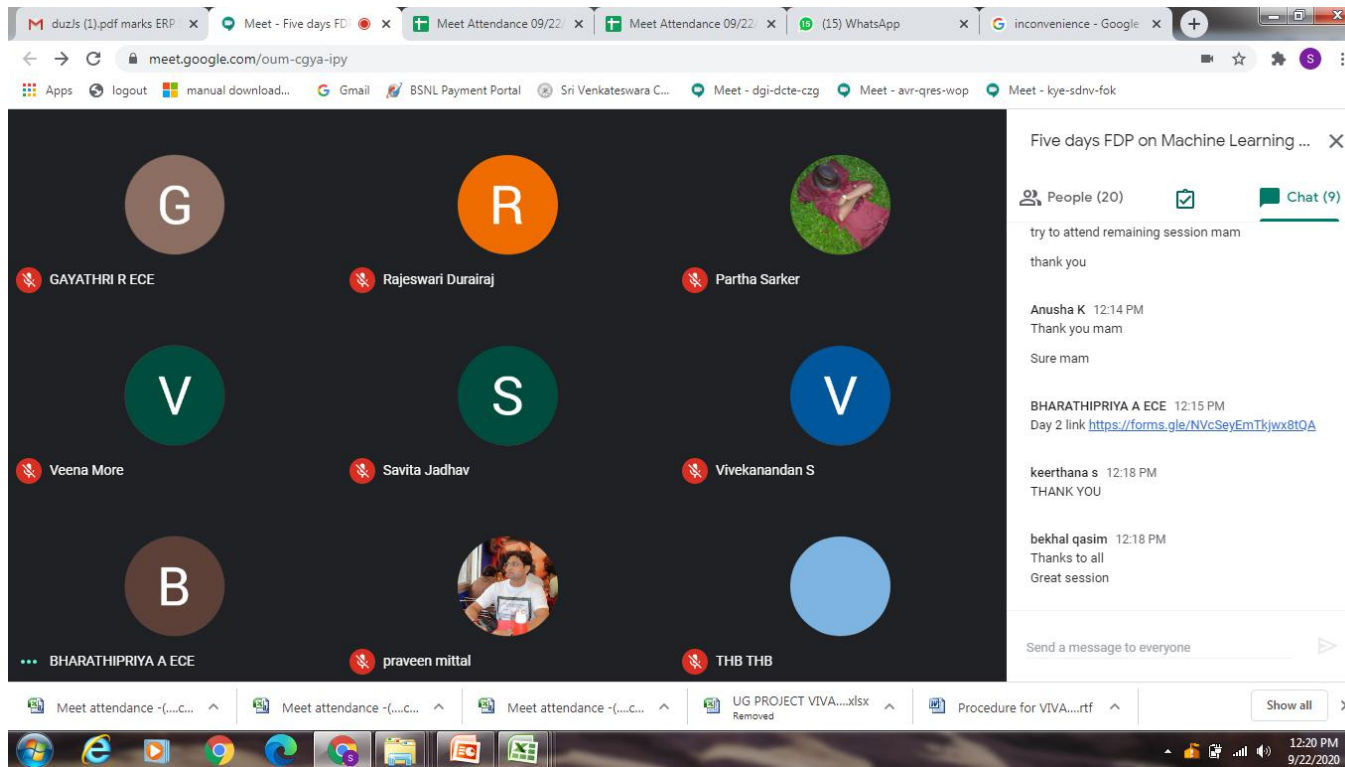 duzJs (1).pdf marks ERP
Meet - Five days FD
Meet Attendance 09/22/
Meet Attendance 09/22/
(15) WhatsApp
inconvenience - Google
meet.google.com/oum-cgya-ipy
S
Apps
logout
manual download...
Gmail
BSNL Payment Portal
Sri Venkateswara C...
Meet - dgi-dcte-czg
Meet - avr-qres-wop
Meet - kye-sdnv-fok
G
GAYATHRI R ECE
R
Rajeswari Durairaj
Partha Sarker
V
Veena More
S
Savita Jadhav
V
Vivekanandan S
B
BHARATHIPRIYA A ECE
praveen mittal
THB THB
Five days FDP on Machine Learning ...
People (20)
Chat (9)
try to attend remaining session mam
thank you
Anusha K 12:14 PM
Thank you mam
Sure mam
BHARATHIPRIYA A ECE 12:15 PM
Day 2 link https://forms.gle/NVcSeyEmTkjwx8tQA
keerthana s 12:18 PM
THANK YOU
bekhal qasim 12:18 PM
Thanks to all
Great session
Send a message to everyone
Meet attendance -(....c...
Meet attendance -(....c...
Meet attendance -(....c...
UG PROJECT VIVA....xlsx
Removed
Procedure for VIVA....rtf
Show all
12:20 PM
9/22/2020